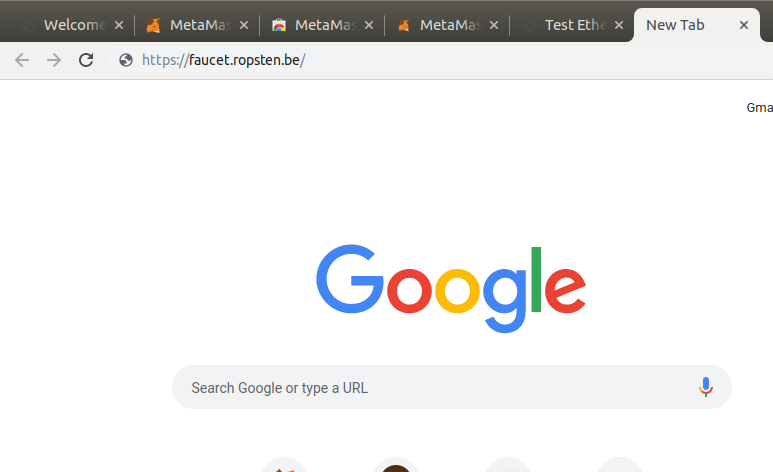 Welcome MetaMas MetaMas MetaMas Test Ethe New Tab
https://faucet.ropsten.be/
Gma
Google
Search Google or type a URL